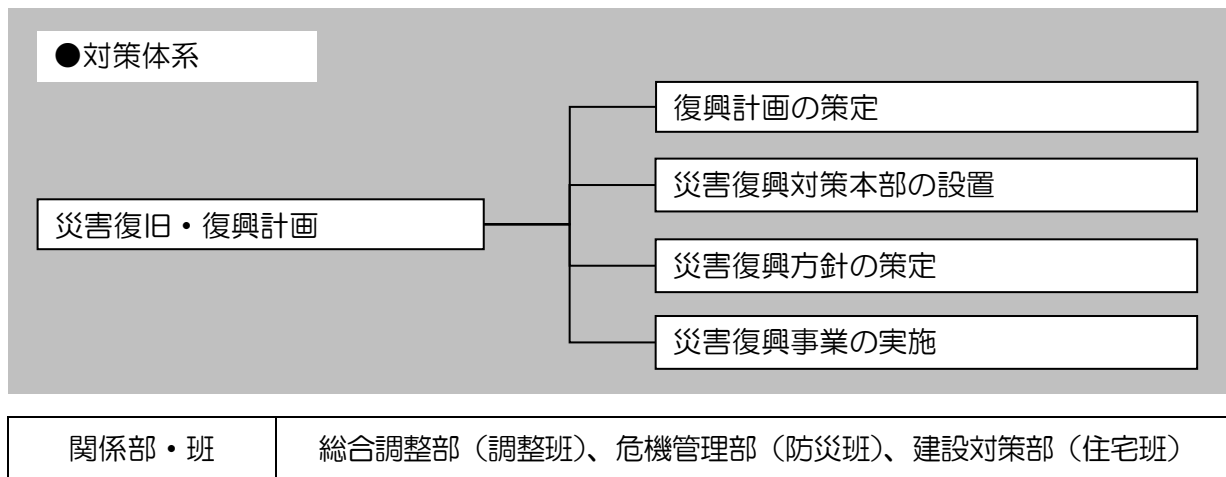 ●対策体系
復興計画の策定
災害復興対策本部の設置
災害復旧・復興計画
災害復興方針の策定
災害復興事業の実施
関係部・班 総合調整部（調整班）、危機管理部（防災班）、建設対策部（住宅班）